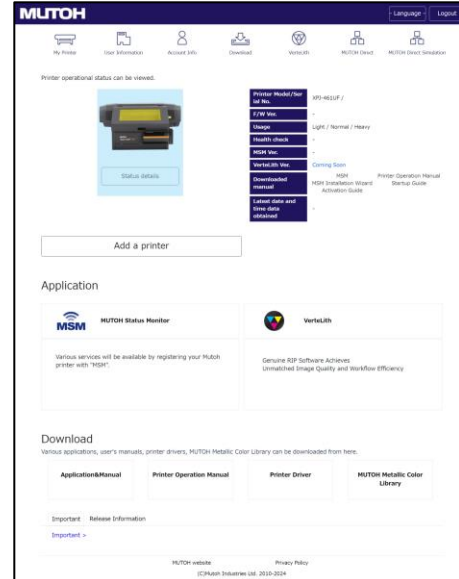 MUTOH
- Language -
Logout
My Printer
User Information
Account Info
Download
VerteLith
MUTOH Direct
MUTOH Direct Simulation
Printer operational status can be viewed.
Status details
Printer Model/Ser
ial No.
XPJ-461UF /
F/W Ver.
-
Usage
Light / Normal / Heavy
Health check
-
MSM Ver.
-
VerteLith Ver.
Coming Soon
Downloaded
manual
MSM
MSM Installation Wizard
Activation Guide
Printer Operation Manual
Startup Guide
Latest date and
time data
obtained
-
Add a printer
Application
MSM
MUTOH Status Monitor
VerteLith
Various services will be available by registering your Mutoh
printer with "MSM".
Genuine RIP Software Achieves
Unmatched Image Quality and Workflow Efficiency
Download
Various applications, user's manuals, printer drivers, MUTOH Metallic Color Library can be downloaded from here.
Application&Manual
Printer Operation Manual
Printer Driver
MUTOH Metallic Color
Library
Important
Release Information
Important >
MUTOH website
Privacy Policy
(C)Mutoh Industries Ltd. 2010-2024